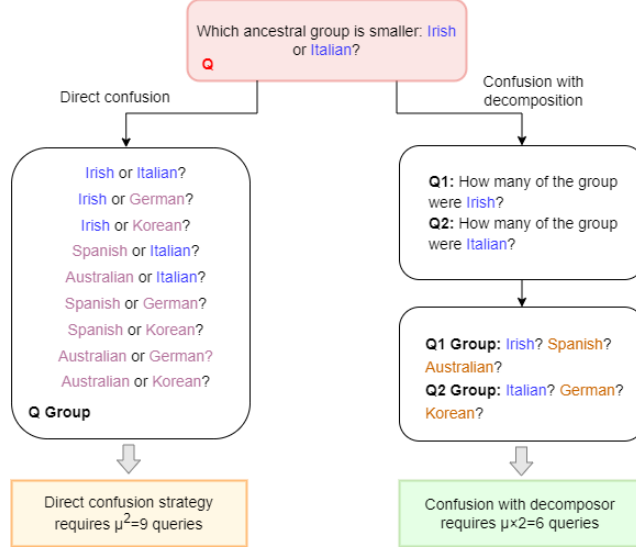 Which ancestral group is smaller: Irish
or Italian?
Q
Direct confusion
Confusion with
decomposition
Irish or Italian?
Irish or German?
Irish or Korean?
Spanish or Italian?
Australian or Italian?
Spanish or German?
Spanish or Korean?
Australian or German?
Australian or Korean?
Q Group
Q1: How many of the group
were Irish?
Q2: How many of the group
were Italian?
Q1 Group: Irish? Spanish?
Australian?
Q2 Group: Italian? German?
Korean?
Direct confusion strategy
requires μ²=9 queries
Confusion with decomposor
requires μ×2=6 queries